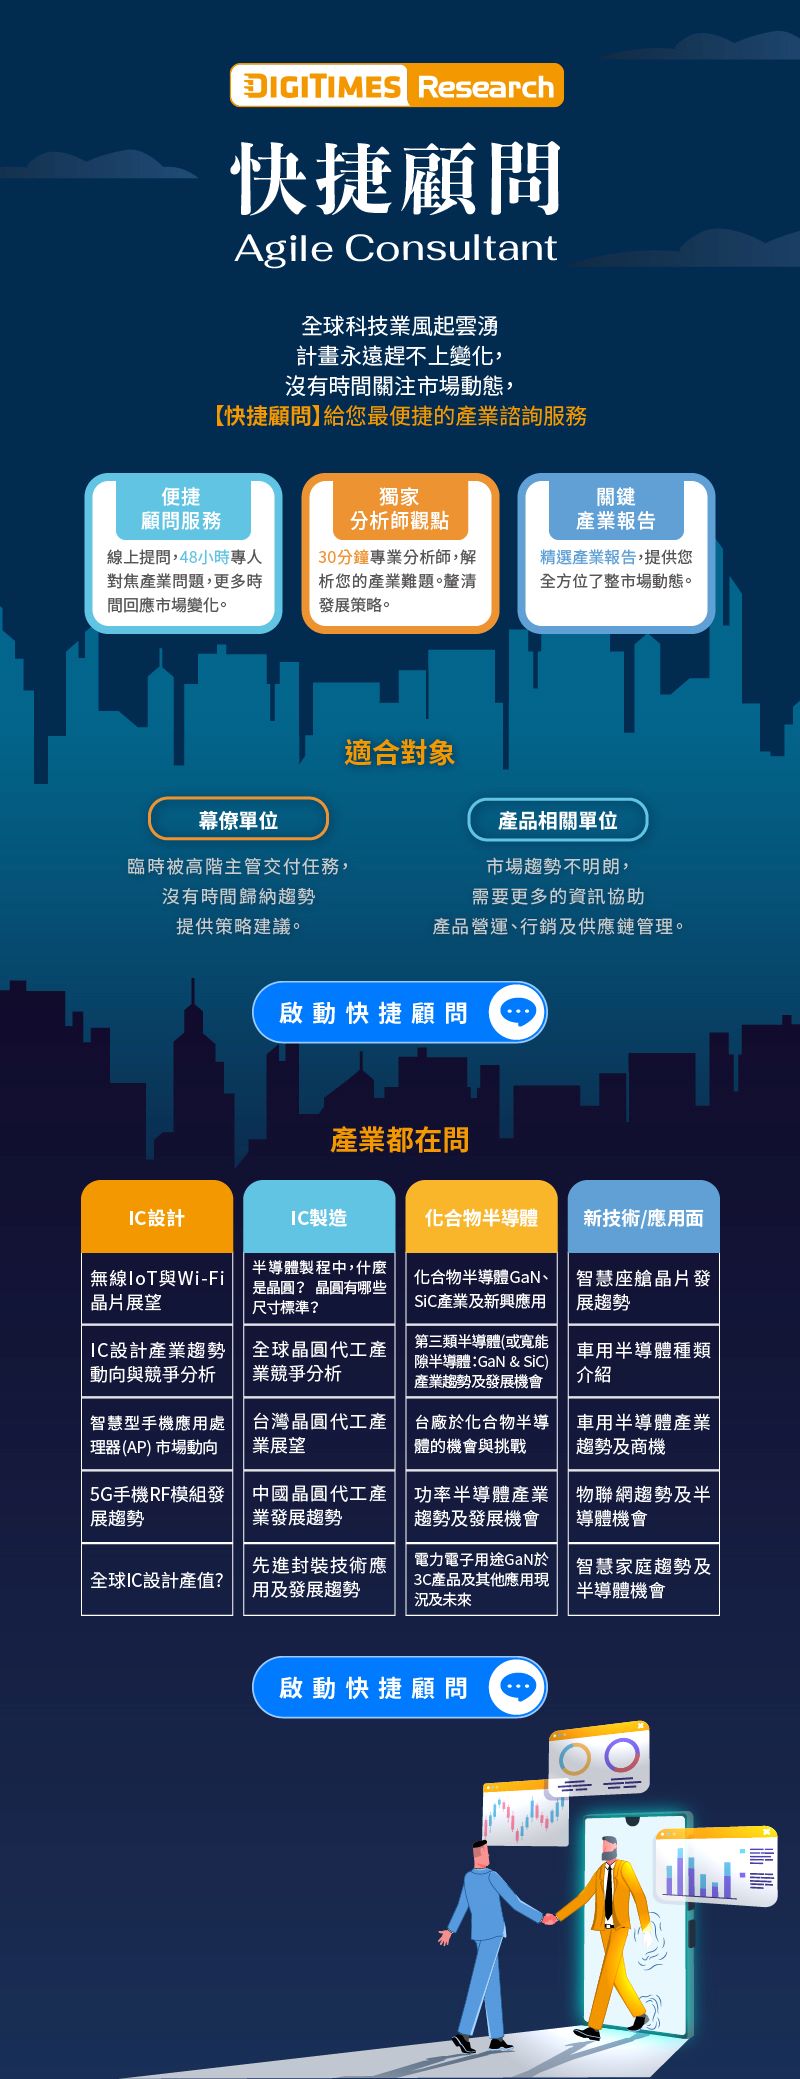 DIGITIMES Research
快捷顧問
Agile Consultant
全球科技業風起雲湧
計畫永遠趕不上變化，
沒有時間關注市場動態，
【快捷顧問】給您最便捷的產業諮詢服務
便捷
顧問服務
線上提問，48小時專人
對焦產業問題，更多時
間回應市場變化。
獨家
分析師觀點
30分鐘專業分析師，解
析您的產業難題。釐清
發展策略。
關鍵
產業報告
精選產業報告，提供您
全方位了整市場動態。
適合對象
幕僚單位
臨時被高階主管交付任務，
沒有時間歸納趨勢
提供策略建議。
產品相關單位
市場趨勢不明朗，
需要更多的資訊協助
產品營運、行銷及供應鏈管理。
啟動快捷顧問
產業都在問
IC設計
無線IoT與Wi-Fi
晶片展望
IC設計產業趨勢
動向與競爭分析
智慧型手機應用處
理器(AP) 市場動向
5G手機RF模組發
展趨勢
全球IC設計產值?
IC製造
半導體製程中，什麼
是晶圓? 晶圓有哪些
尺寸標準?
全球晶圓代工產
業競爭分析
台灣晶圓代工產
業展望
中國晶圓代工產
業發展趨勢
先進封裝技術應
用及發展趨勢
化合物半導體
化合物半導體GaN、
SiC產業及新興應用
第三類半導體(或寬能
隙半導體：GaN & SiC)
產業趨勢及發展機會
台廠於化合物半導
體的機會與挑戰
功率半導體產業
趨勢及發展機會
電力電子用途GaN於
3C產品及其他應用現
況及未來
新技術/應用面
智慧座艙晶片發
展趨勢
車用半導體種類
介紹
車用半導體產業
趨勢及商機
物聯網趨勢及半
導體機會
智慧家庭趨勢及
半導體機會
啟動快捷顧問